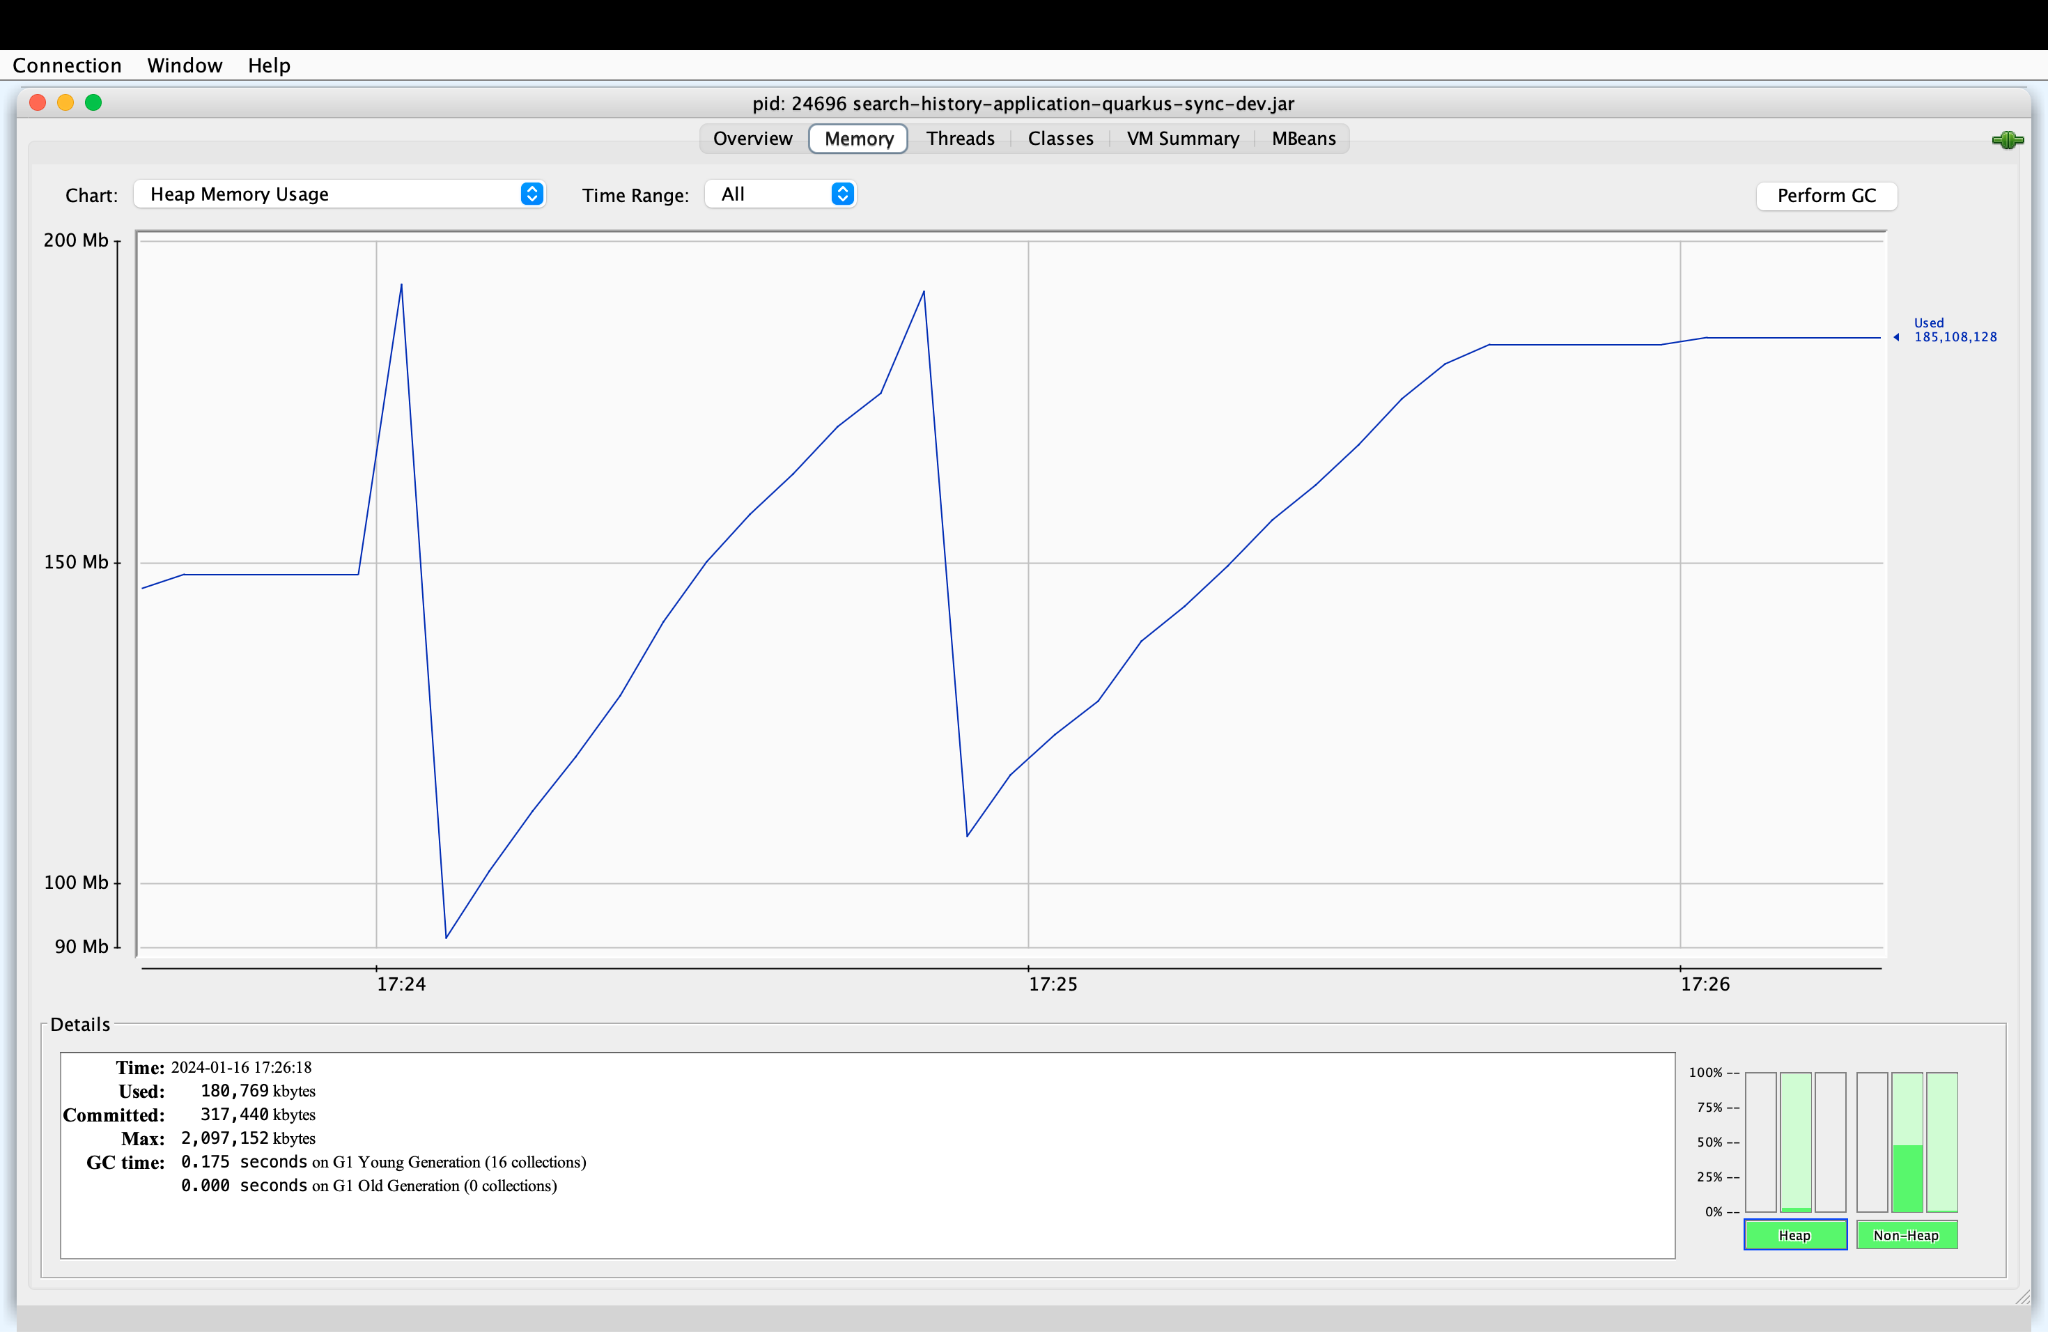 Connection Window Help
pid: 24696 search-history-application-quarkus-sync-dev.jar
Overview Memory Threads Classes VM Summary MBeans
Chart: Heap Memory Usage Time Range: All Perform GC
200 Mb
Used
185,108,128
150 Mb
100 Mb
90 Mb
17:24 17:25 17:26
Details
Time: 2024-01-16 17:26:18
Used: 180,769 kbytes
Committed: 317,440 kbytes
Max: 2,097,152 kbytes
GC time: 0.175 seconds on G1 Young Generation (16 collections)
0.000 seconds on G1 Old Generation (0 collections)
100% --
75% --
50% --
25% --
0% --
Heap Non-Heap